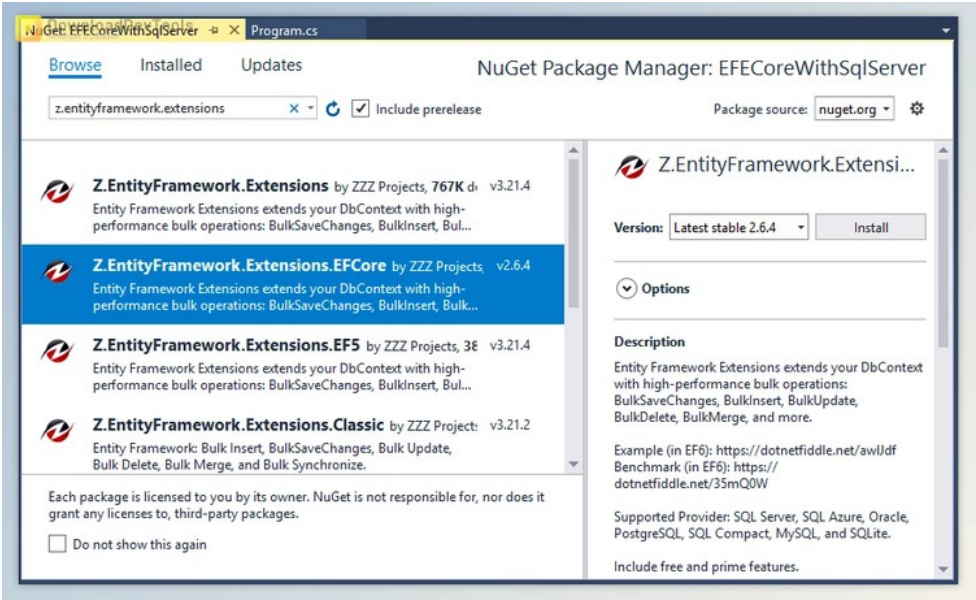 DownloadDevTools
NuGet: EFECoreWithSqlServer
Program.cs
Browse Installed Updates
NuGet Package Manager: EFECoreWithSqlServer
z.entityframework.extensions
Include prerelease
Package source: nuget.org
Z.EntityFramework.Extensions by ZZZ Projects, 767K d v3.21.4
Entity Framework Extensions extends your DbContext with high-
performance bulk operations: BulkSaveChanges, BulkInsert, Bul...
Z.EntityFramework.Extensions.EFCore by ZZZ Projects, v2.6.4
Entity Framework Extensions extends your DbContext with high-
performance bulk operations: BulkSaveChanges, BulkInsert, Bulk...
Z.EntityFramework.Extensions.EF5 by ZZZ Projects, 38 v3.21.4
Entity Framework Extensions extends your DbContext with high-
performance bulk operations: BulkSaveChanges, BulkInsert, Bul...
Z.EntityFramework.Extensions.Classic by ZZZ Project v3.21.2
Entity Framework: Bulk Insert, BulkSaveChanges, Bulk Update,
Bulk Delete, Bulk Merge, and Bulk Synchronize.
Each package is licensed to you by its owner. NuGet is not responsible for, nor does it
grant any licenses to, third-party packages.
Do not show this again
Z.EntityFramework.Extensi...
Version: Latest stable 2.6.4 Install
Options
Description
Entity Framework Extensions extends your DbContext
with high-performance bulk operations:
BulkSaveChanges, BulkInsert, BulkUpdate,
BulkDelete, BulkMerge, and more.
Example (in EF6): https://dotnetfiddle.net/awlJdf
Benchmark (in EF6): https://
dotnetfiddle.net/35mQ0W
Supported Provider: SQL Server, SQL Azure, Oracle,
PostgreSQL, SQL Compact, MySQL, and SQLite.
Include free and prime features.